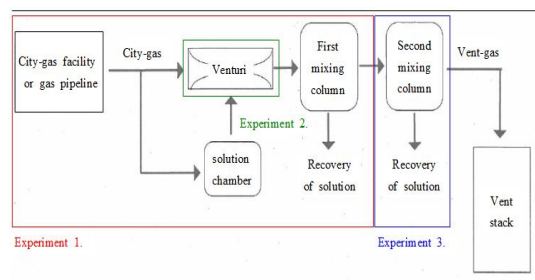 City-gas facility
or gas pipeline
City-gas
Venturi
Experiment 2.
solution
chamber
First
mixing
column
Recovery
of solution
Second
mixing
column
Recovery
of solution
Vent-gas
Vent
stack
Experiment 1.
Experiment 3.